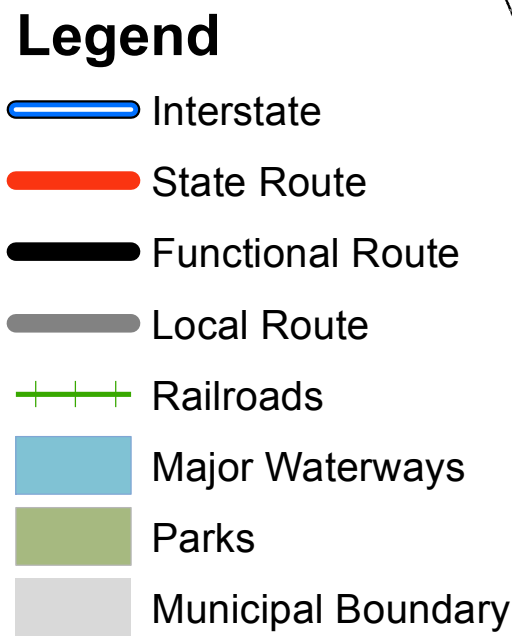 Legend
Interstate
State Route
Functional Route
Local Route
Railroads
Major Waterways
Parks
Municipal Boundary